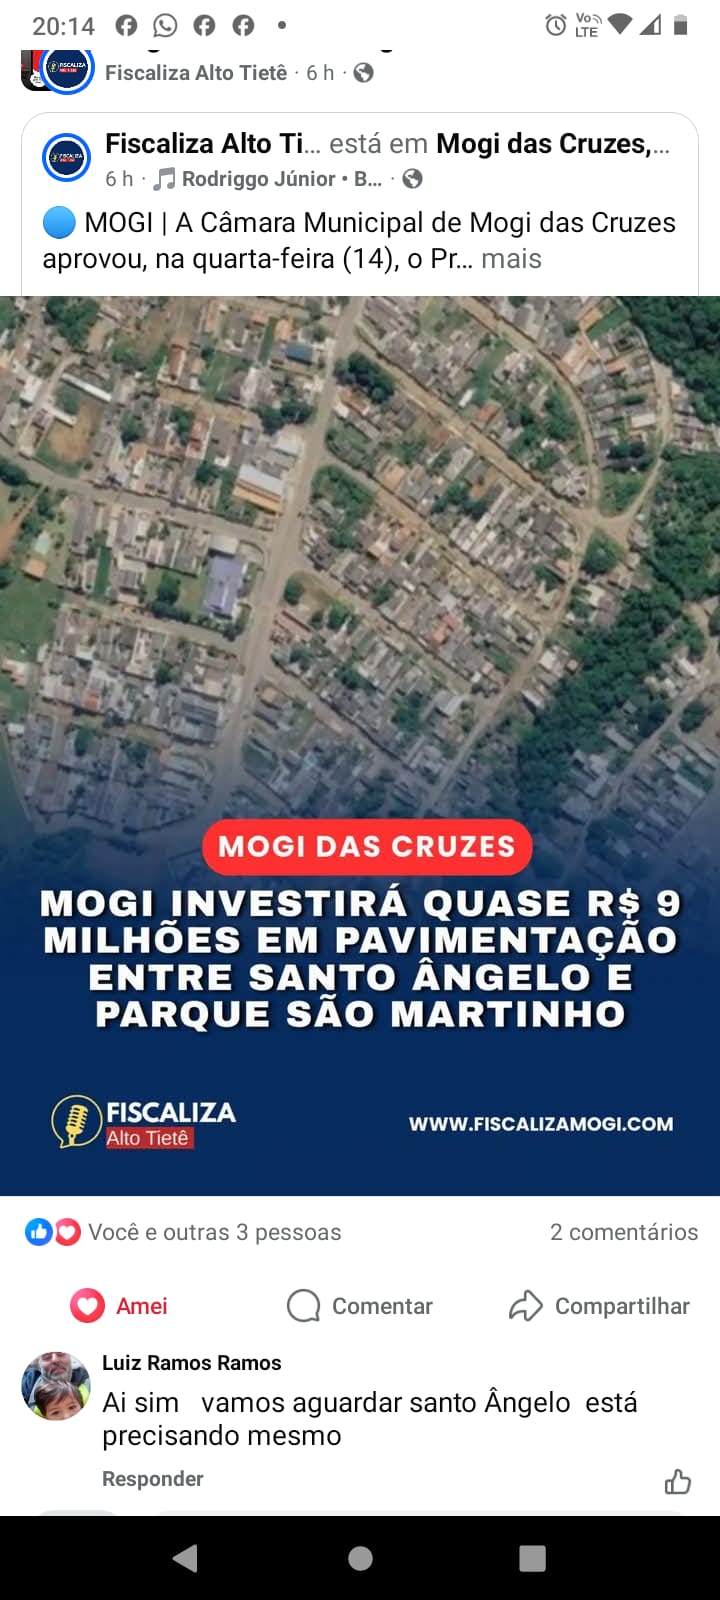 20:14
Vo
LTE
Fiscaliza Alto Tietê · 6 h ·
Fiscaliza Alto Ti... está em Mogi das Cruzes,...
6 h · Rodriggo Júnior • B... ·
MOGI | A Câmara Municipal de Mogi das Cruzes
aprovou, na quarta-feira (14), o Pr... mais
MOGI DAS CRUZES
MOGI INVESTIRÁ QUASE R$ 9
MILHÕES EM PAVIMENTAÇÃO
ENTRE SANTO ÂNGELO E
PARQUE SÃO MARTINHO
FISCALIZA
Alto Tietê
WWW.FISCALIZAMOGI.COM
Você e outras 3 pessoas
2 comentários
Amei
Comentar
Compartilhar
Luiz Ramos Ramos
Ai sim vamos aguardar santo Ângelo está
precisando mesmo
Responder